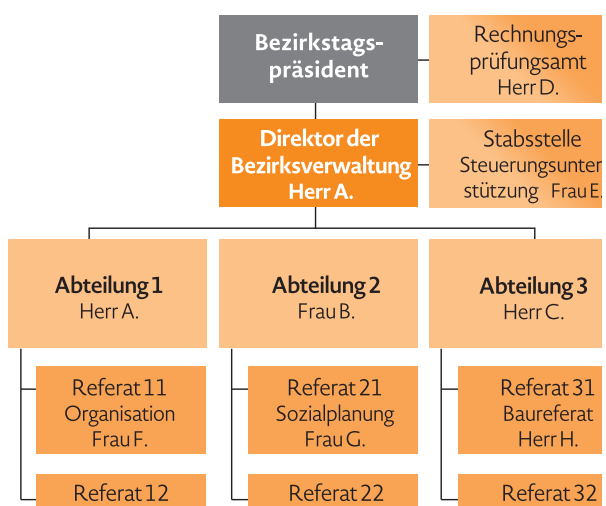 Bezirkstags-
präsident
Rechnungs-
prüfungsamt
Herr D.
Direktor der
Bezirksverwaltung
Herr A.
Stabsstelle
Steuerungsunter
stützung Frau E.
Abteilung 1
Herr A.
Abteilung 2
Frau B.
Abteilung 3
Herr C.
Referat 11
Organisation
Frau F.
Referat 21
Sozialplanung
Frau G.
Referat 31
Baureferat
Herr H.
Referat 12
Referat 22
Referat 32